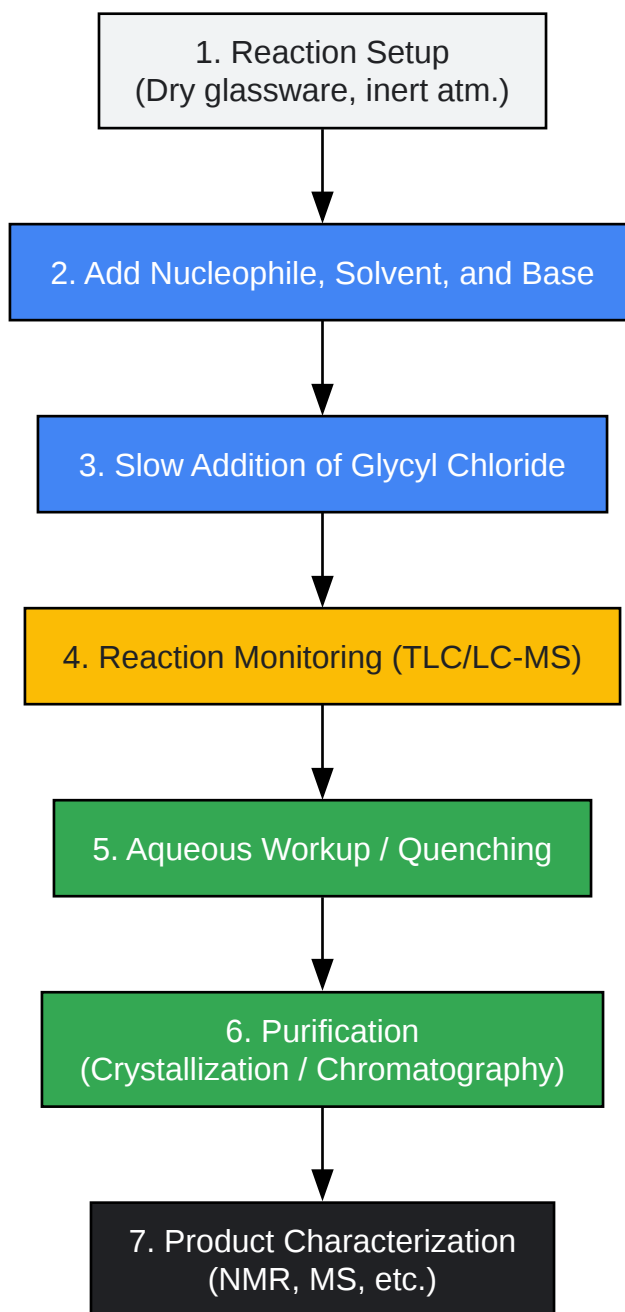 1. Reaction Setup
(Dry glassware, inert atm.)
2. Add Nucleophile, Solvent, and Base
3. Slow Addition of Glycyl Chloride
4. Reaction Monitoring (TLC/LC-MS)
5. Aqueous Workup / Quenching
6. Purification
(Crystallization / Chromatography)
7. Product Characterization
(NMR, MS, etc.)